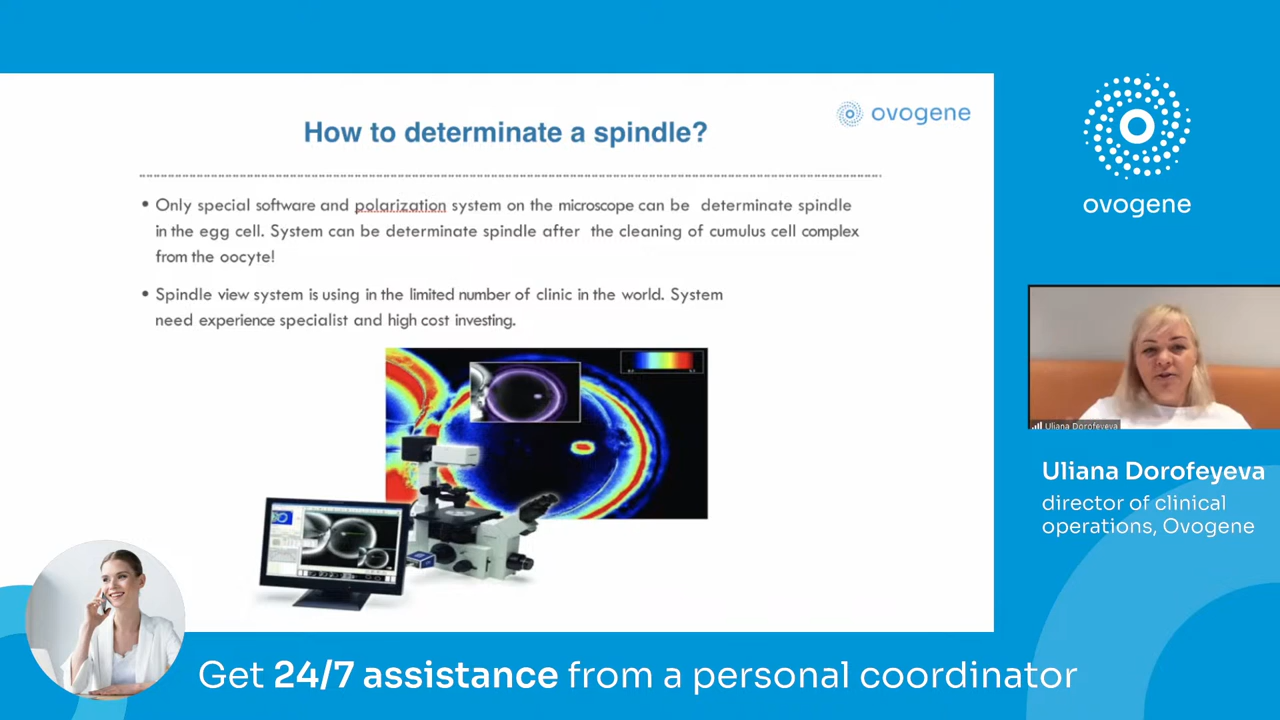 How to determinate a spindle?
ovogene
• Only special software and polarization system on the microscope can be determinate spindle
in the egg cell. System can be determinate spindle after the cleaning of cumulus cell complex
from the oocyte!
• Spindle view system is using in the limited number of clinic in the world. System
need experience specialist and high cost investing.
ovogene
Uliana Dorofeyeva
Uliana Dorofeyeva
director of clinical
operations, Ovogene
Get 24/7 assistance from a personal coordinator